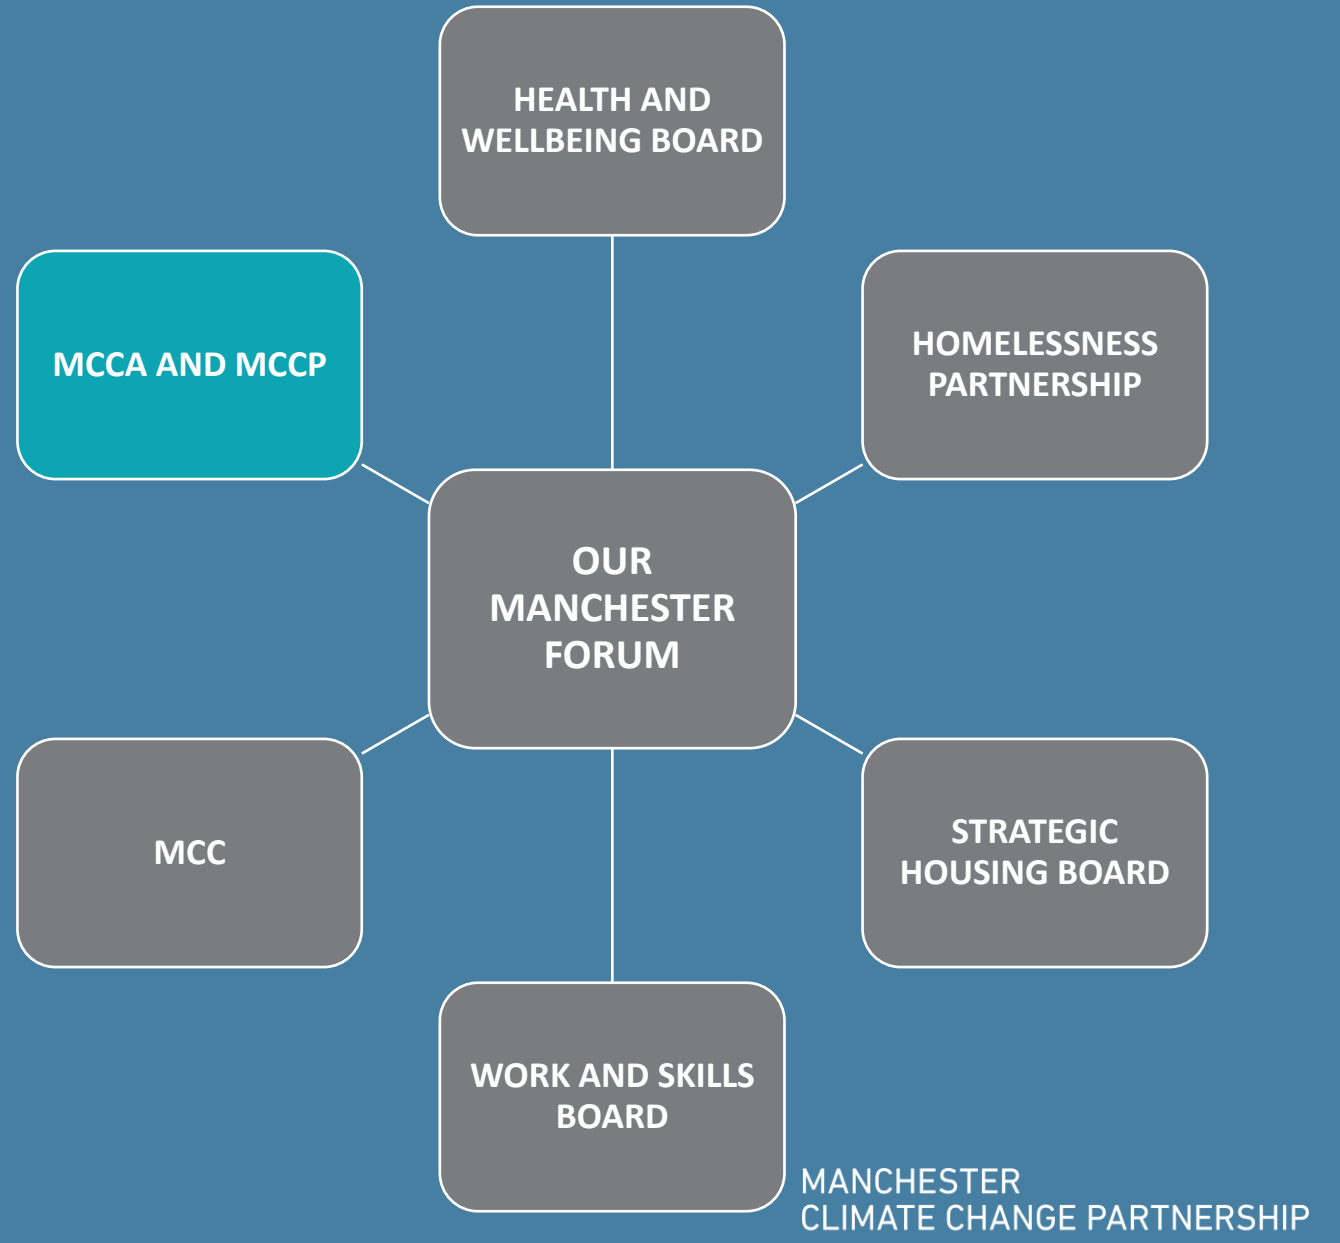 HEALTH AND
WELLBEING BOARD
MCCA AND MCCP
HOMELESSNESS
PARTNERSHIP
OUR
MANCHESTER
FORUM
MCC
STRATEGIC
HOUSING BOARD
WORK AND SKILLS
BOARD
MANCHESTER
CLIMATE CHANGE PARTNERSHIP